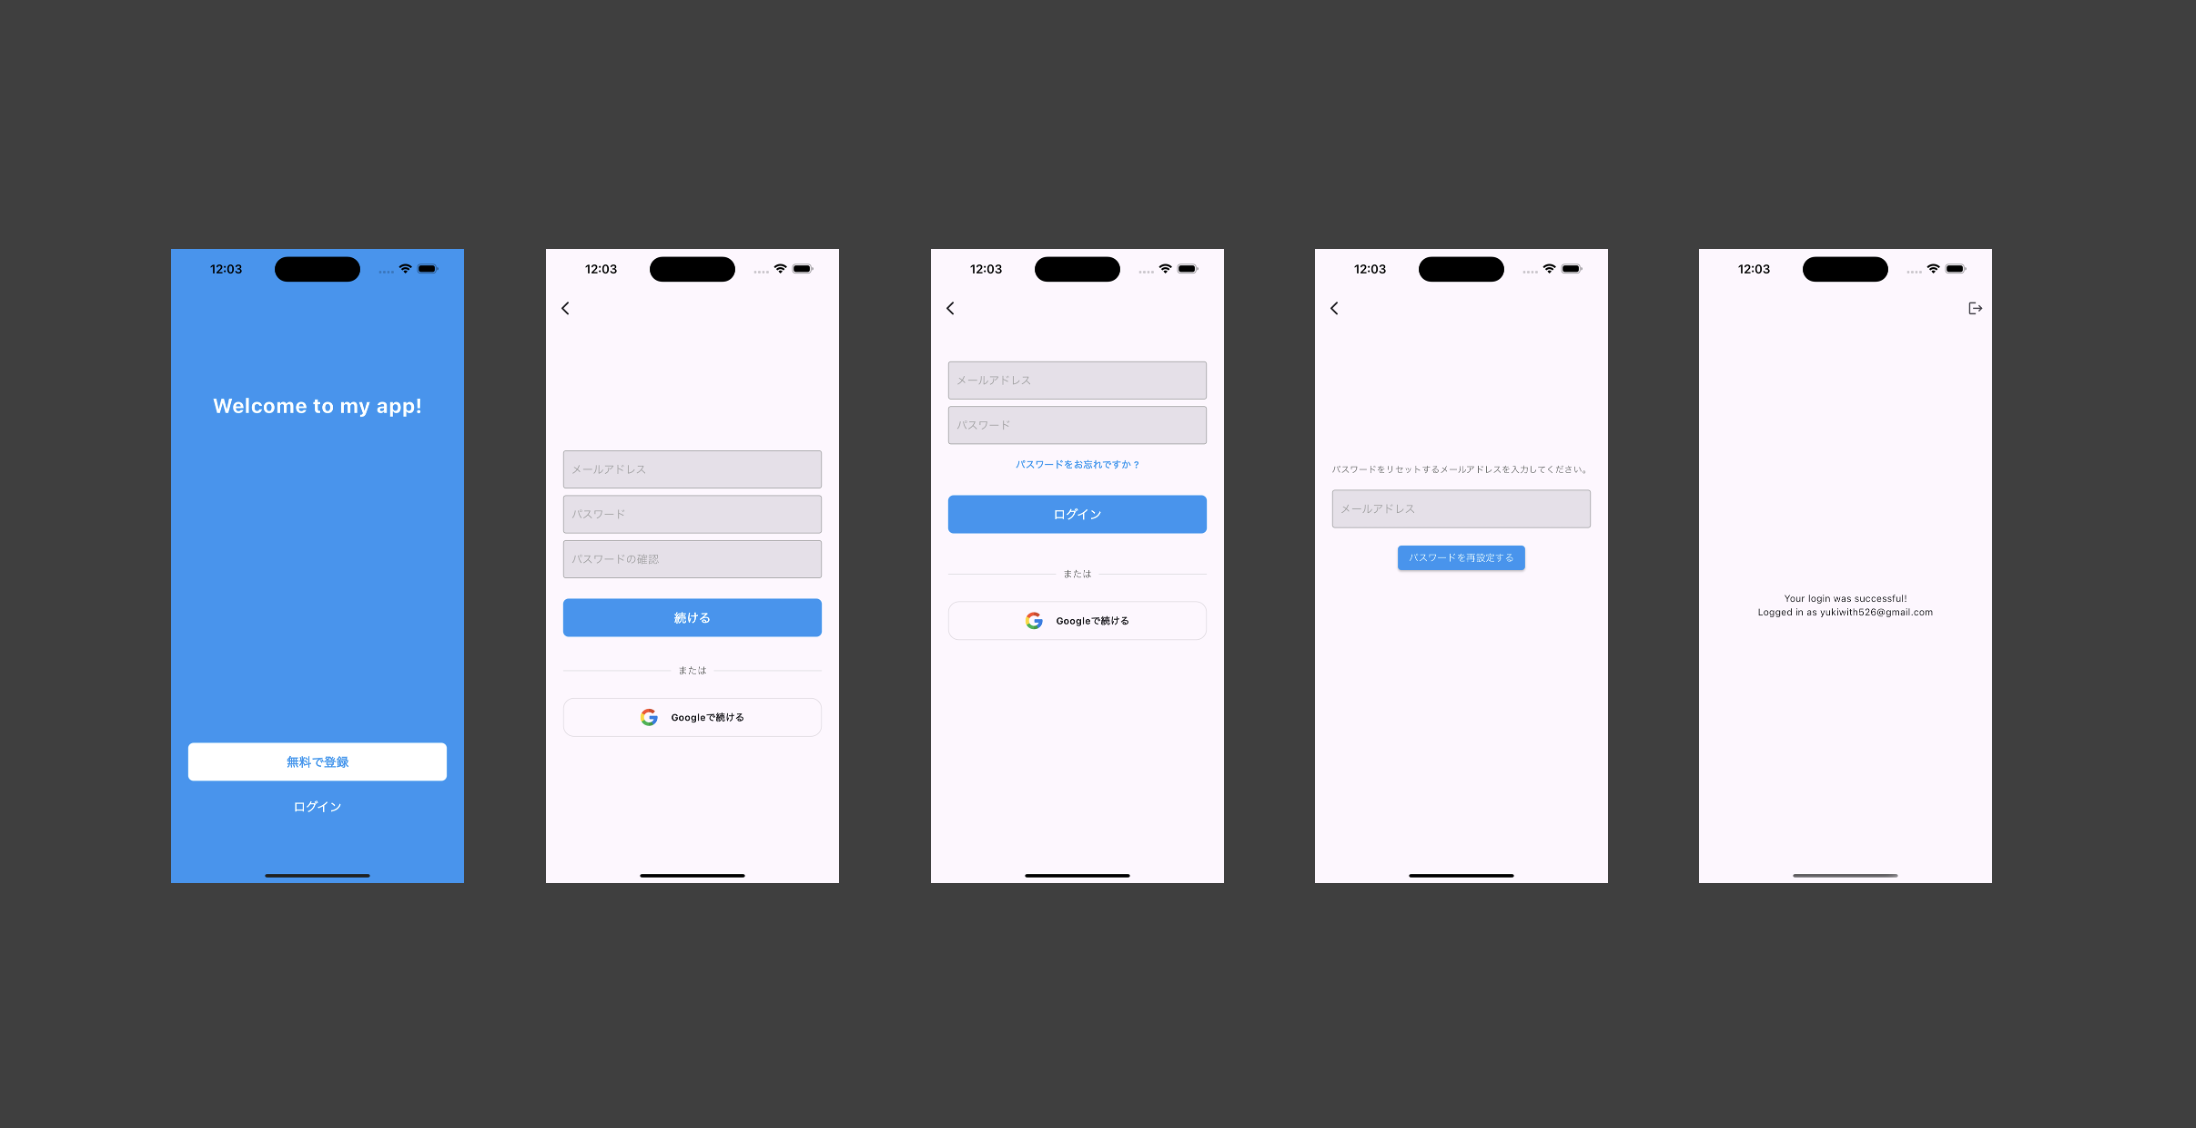 12:03
Welcome to my app!
無料で登録
ログイン
12:03
メールアドレス
パスワード
パスワードの確認
続ける
または
Googleで続ける
12:03
メールアドレス
パスワード
パスワードをお忘れですか？
ログイン
または
Googleで続ける
12:03
パスワードをリセットするメールアドレスを入力してください。
メールアドレス
パスワードを再設定する
12:03
Your login was successful!
Logged in as yukiwith526@gmail.com